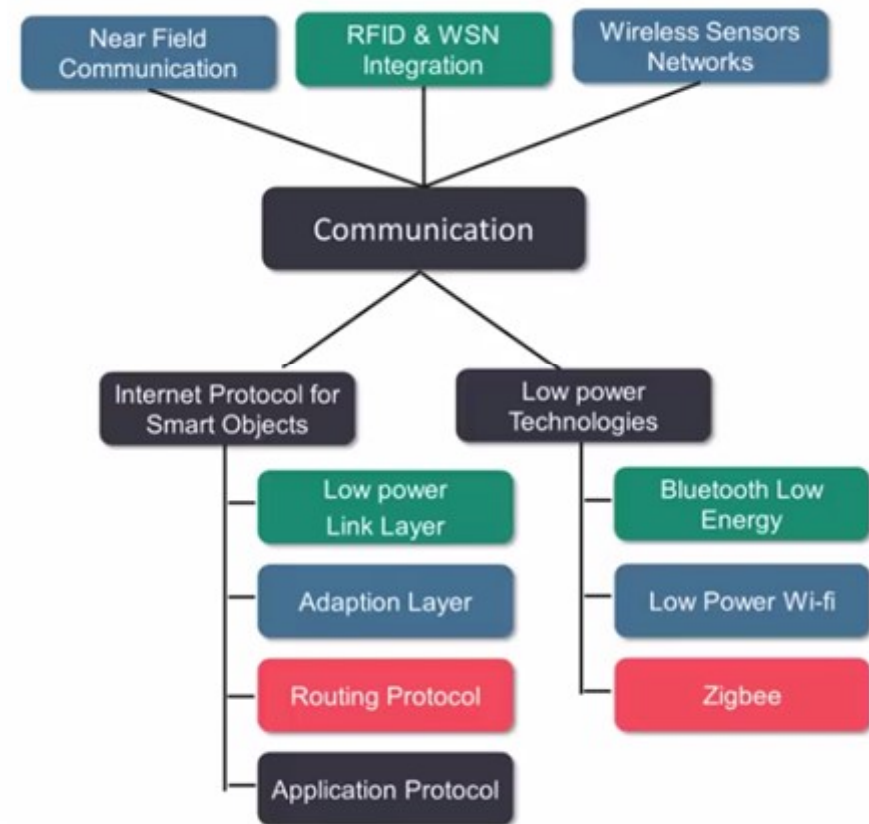 Near Field
Communication
RFID & WSN
Integration
Wireless Sensors
Networks
Communication
Internet Protocol for
Smart Objects
Low power
Technologies
Low power
Link Layer
Adaption Layer
Routing Protocol
Application Protocol
Bluetooth Low
Energy
Low Power Wi-fi
Zigbee